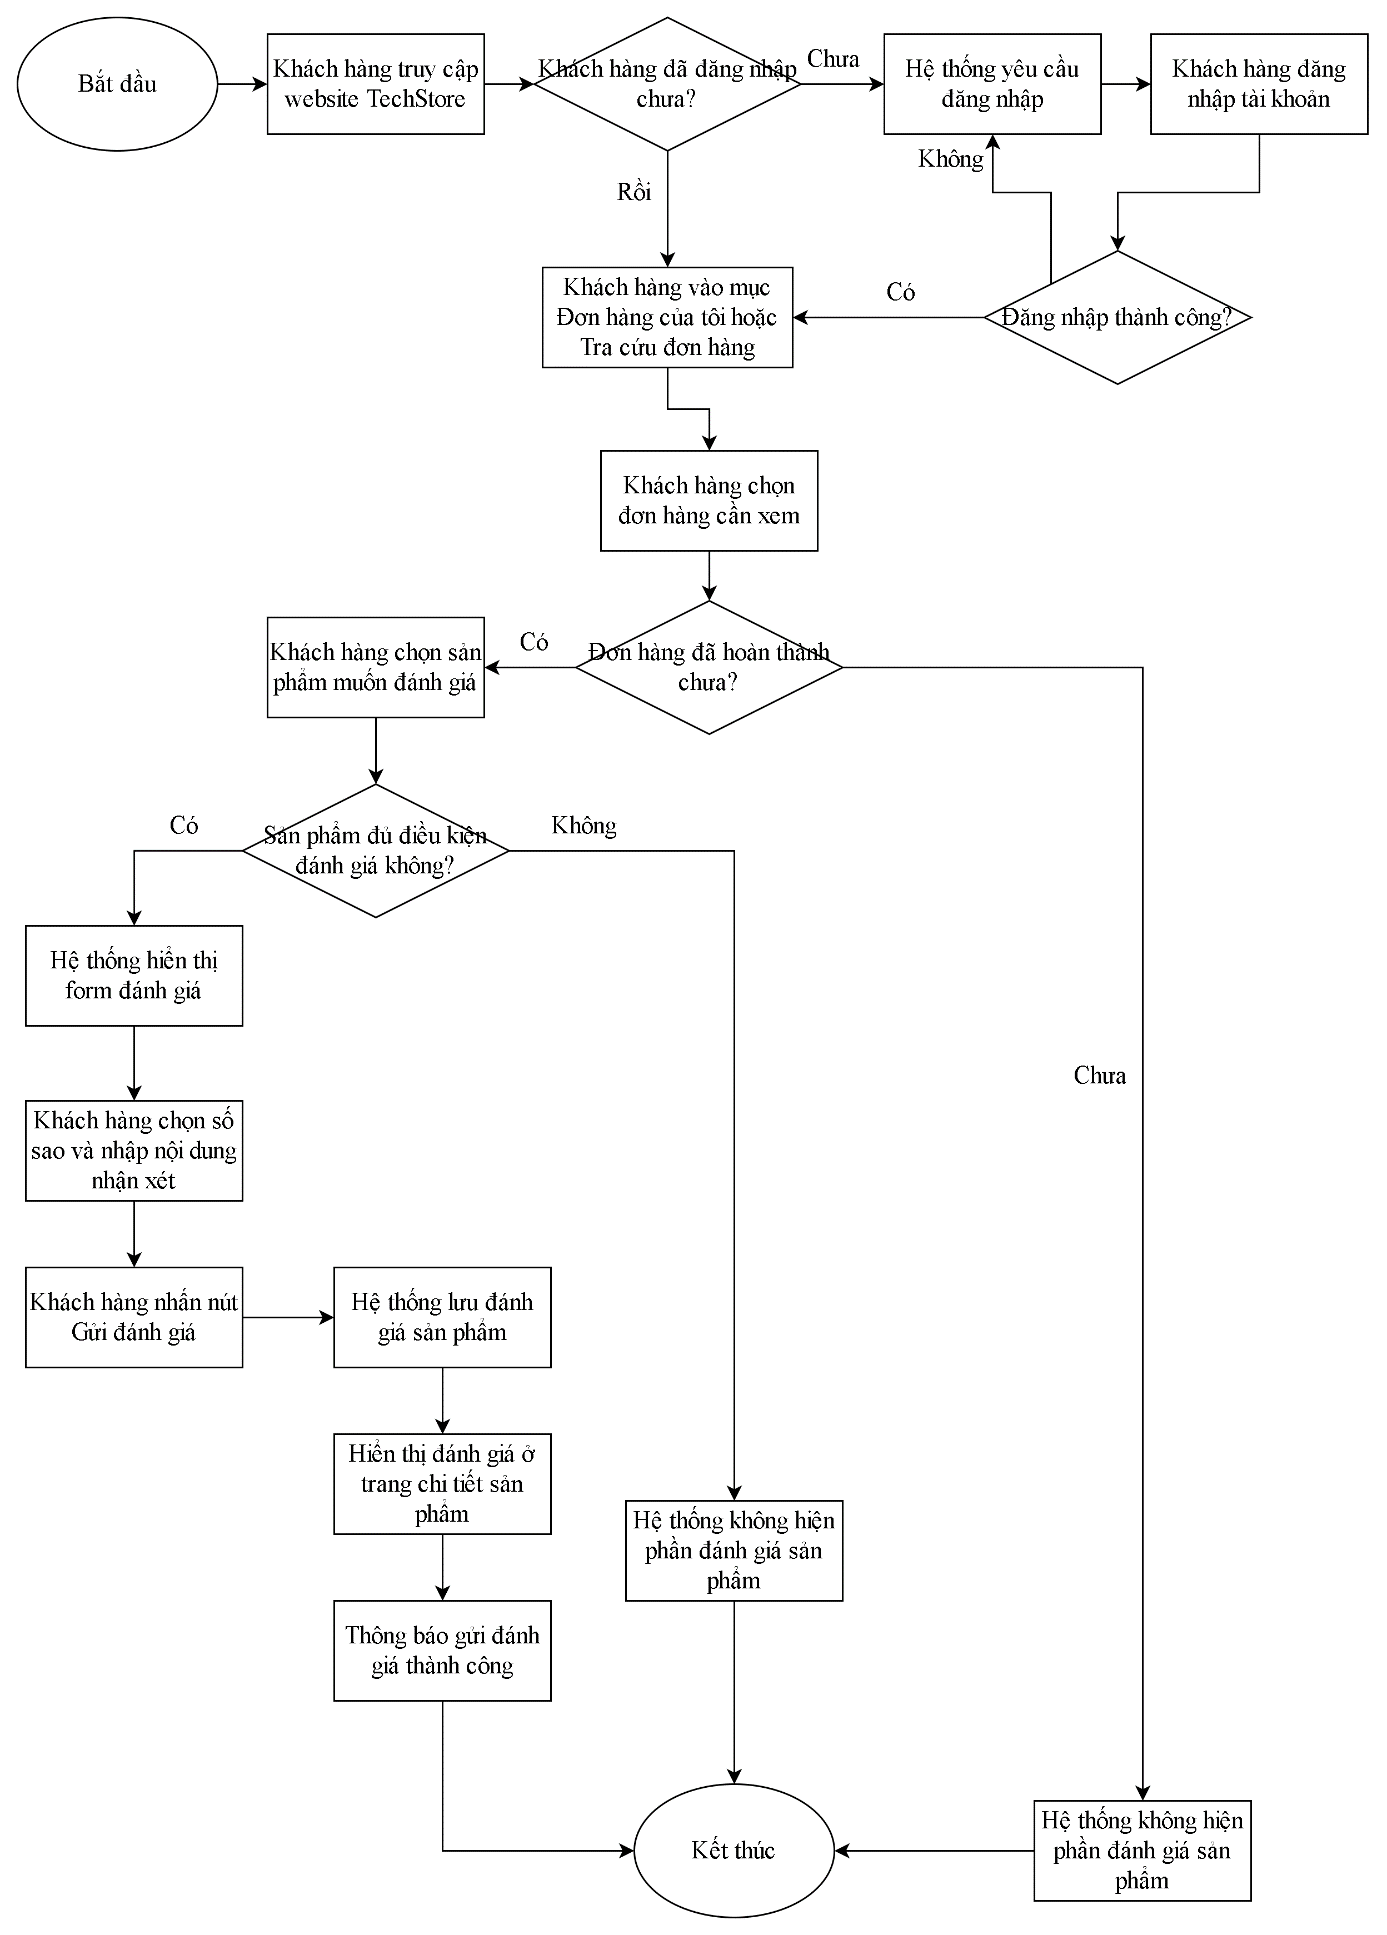 Bắt đầu
Khách hàng truy cập
website TechStore
Khách hàng đã đăng nhập
chưa?
Chưa
Hệ thống yêu cầu
đăng nhập
Khách hàng đăng
nhập tài khoản
Không
Rồi
Khách hàng vào mục
Đơn hàng của tôi hoặc
Tra cứu đơn hàng
Có
Đăng nhập thành công?
Khách hàng chọn
đơn hàng cần xem
Khách hàng chọn sản
phẩm muốn đánh giá
Có
Đơn hàng đã hoàn thành
chưa?
Có
Sản phẩm đủ điều kiện
đánh giá không?
Không
Hệ thống hiển thị
form đánh giá
Chưa
Khách hàng chọn số
sao và nhập nội dung
nhận xét
Khách hàng nhấn nút
Gửi đánh giá
Hệ thống lưu đánh
giá sản phẩm
Hiển thị đánh giá ở
trang chi tiết sản
phẩm
Hệ thống không hiện
phần đánh giá sản
phẩm
Thông báo gửi đánh
giá thành công
Kết thúc
Hệ thống không hiện
phần đánh giá sản
phẩm